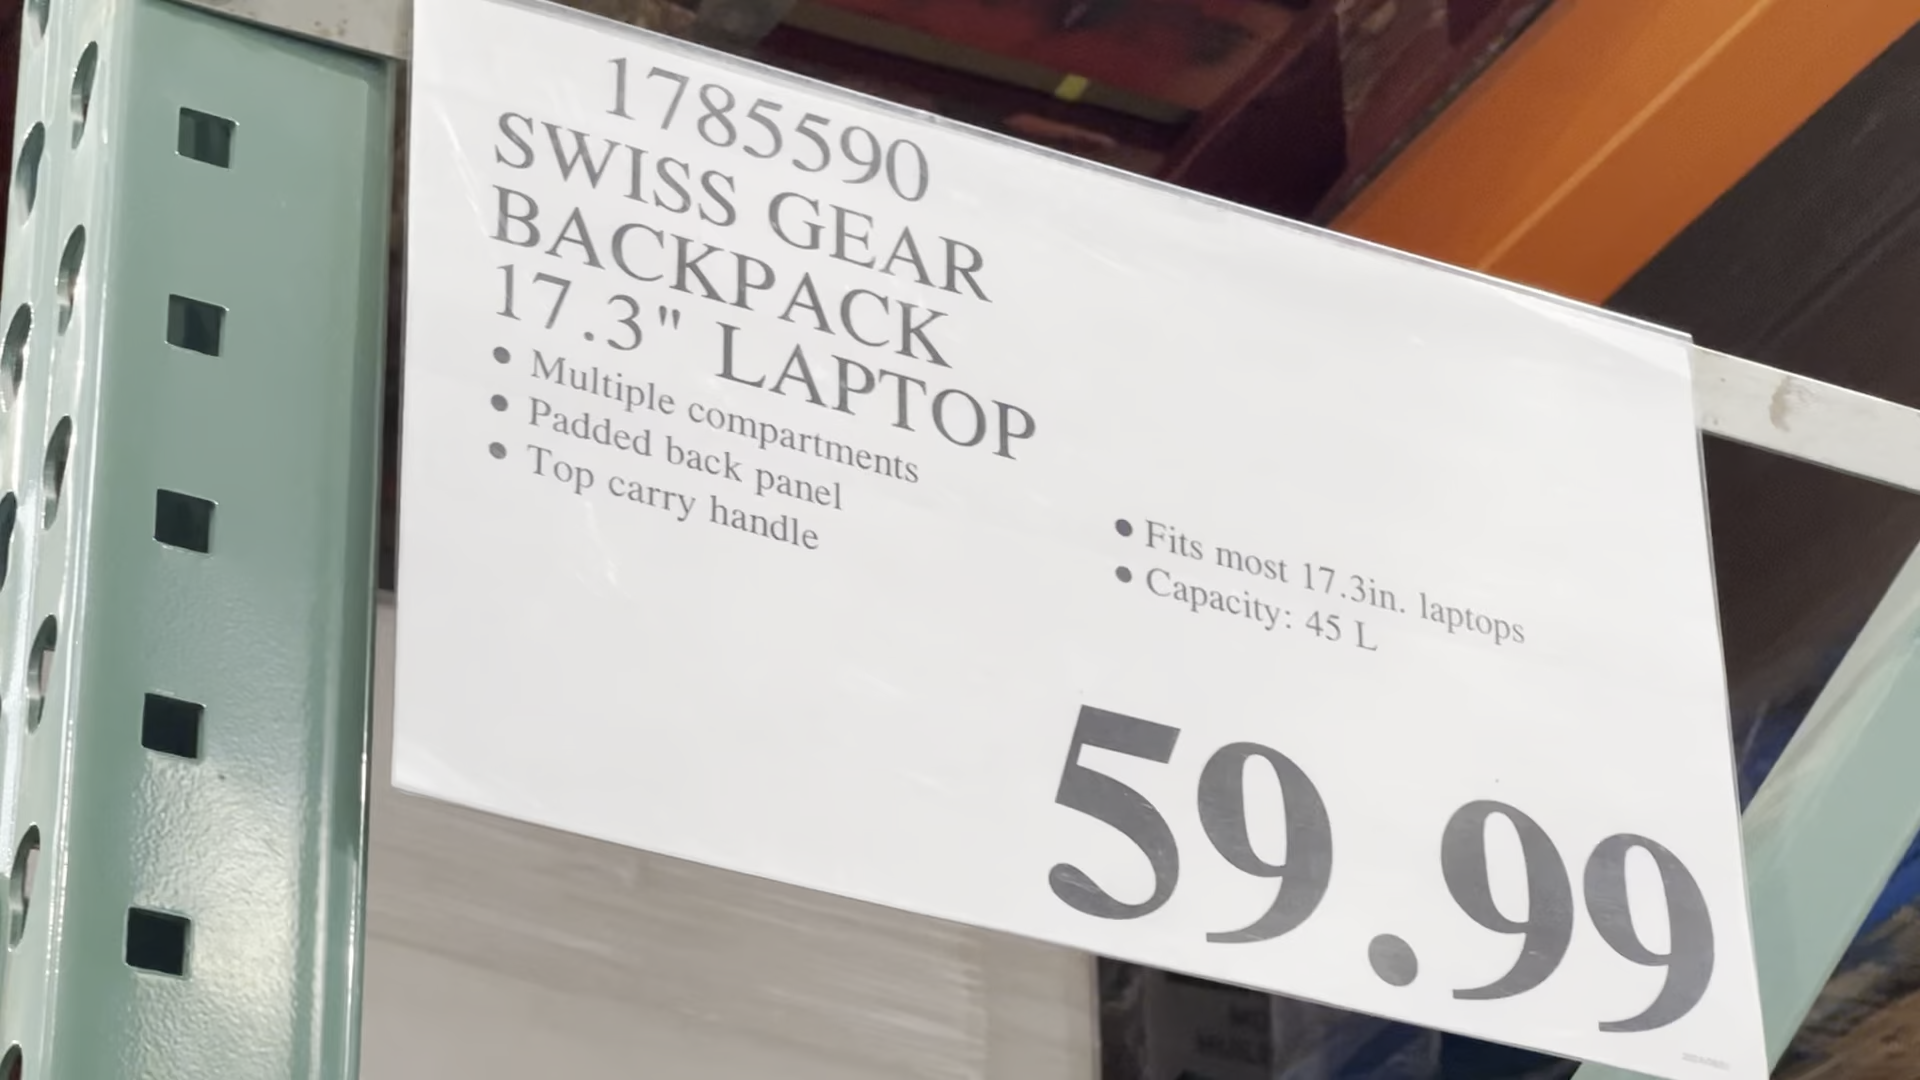 1785590
SWISS GEAR
BACKPACK
17.3" LAPTOP
• Multiple compartments
• Padded back panel
• Top carry handle
• Fits most 17.3in. laptops
• Capacity: 45 L
59.99